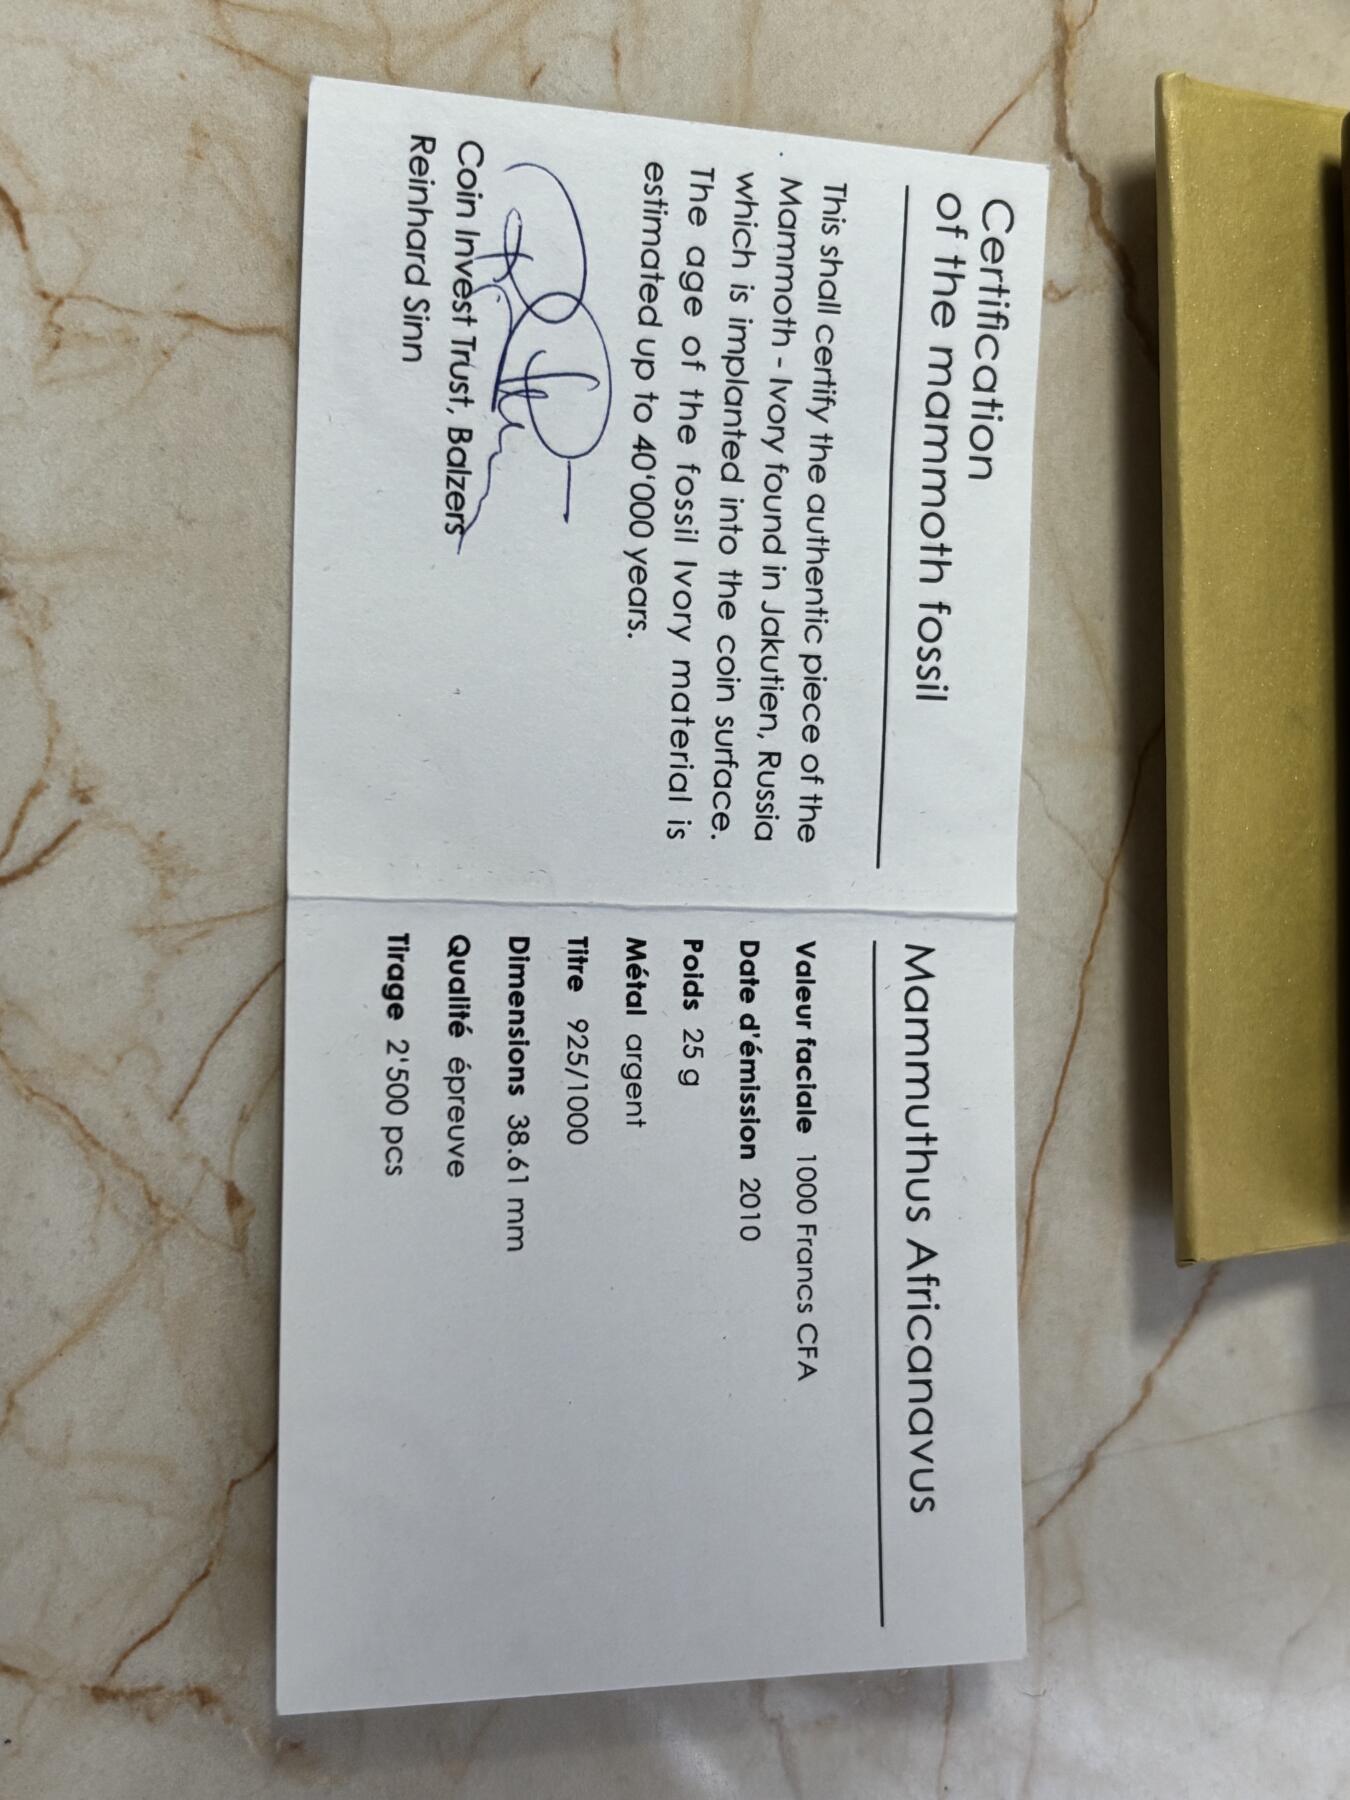 Certification
of the mammoth fossil
This shall certify the authentic piece of the
Mammoth - Ivory found in Jakutien, Russia
which is implanted into the coin surface.
The age of the fossil Ivory material is
estimated up to 40'000 years.
Coin Invest Trust, Balzers
Reinhard Sinn
Mammuthus Africanavus
Valeur faciale 1000 Francs CFA
Date d'émission 2010
Poids 25 g
Métal argent
Titre 925/1000
Dimensions 38.61 mm
Qualité épreuve
Tirage 2'500 pcs